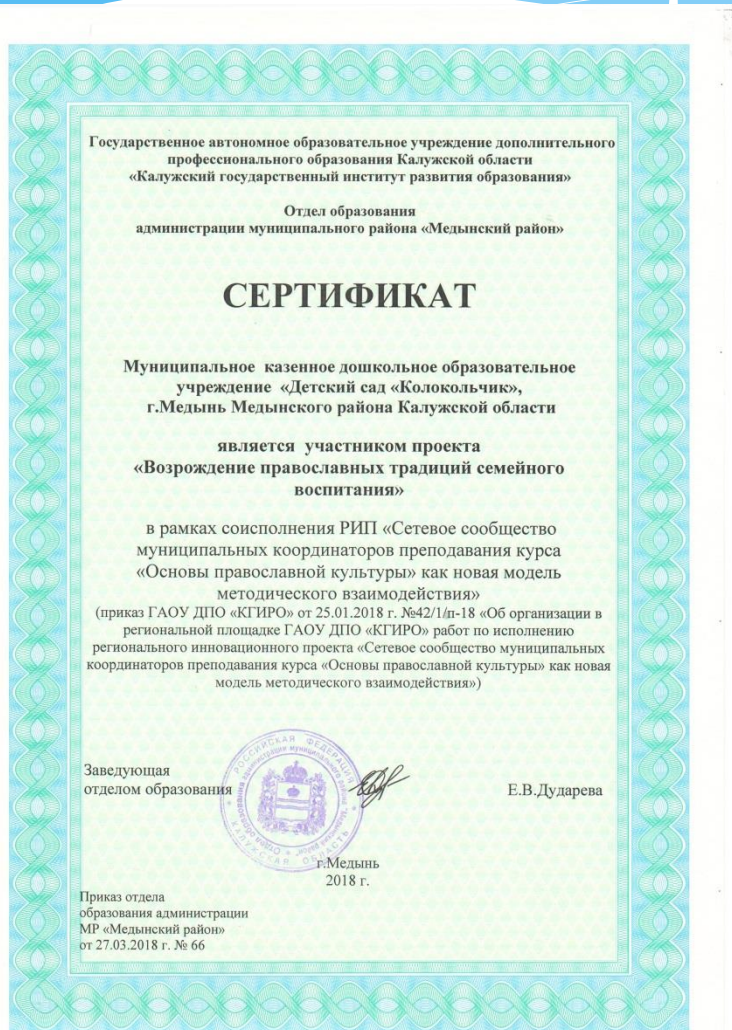 Государственное автономное образовательное учреждение дополнительного
профессионального образования Калужской области
«Калужский государственный институт развития образования»
Отдел образования
администрации муниципального района «Медынский район»
СЕРТИФИКАТ
Муниципальное казенное дошкольное образовательное
учреждение «Детский сад «Колокольчик»,
г.Медынь Медынского района Калужской области
является участником проекта
«Возрождение православных традиций семейного
воспитания»
в рамках соисполнения РИП «Сетевое сообщество
муниципальных координаторов преподавания курса
«Основы православной культуры» как новая модель
методического взаимодействия»
(приказ ГАОУ ДПО «КГИРО» от 25.01.2018 г. №42/1/п-18 «Об организации в
региональной площадке ГАОУ ДПО «КГИРО» работ по исполнению
регионального инновационного проекта «Сетевое сообщество муниципальных
координаторов преподавания курса «Основы православной культуры» как новая
модель методического взаимодействия»)
РОССИЙСКАЯ ФЕДЕРАЦИЯ
КАЛУЖСКАЯ ОБЛАСТЬ
Заведующая
отделом образования
Е.В.Дударева
г.Медынь
2018 г.
Приказ отдела
образования администрации
МР «Медынский район»
от 27.03.2018 г. № 66